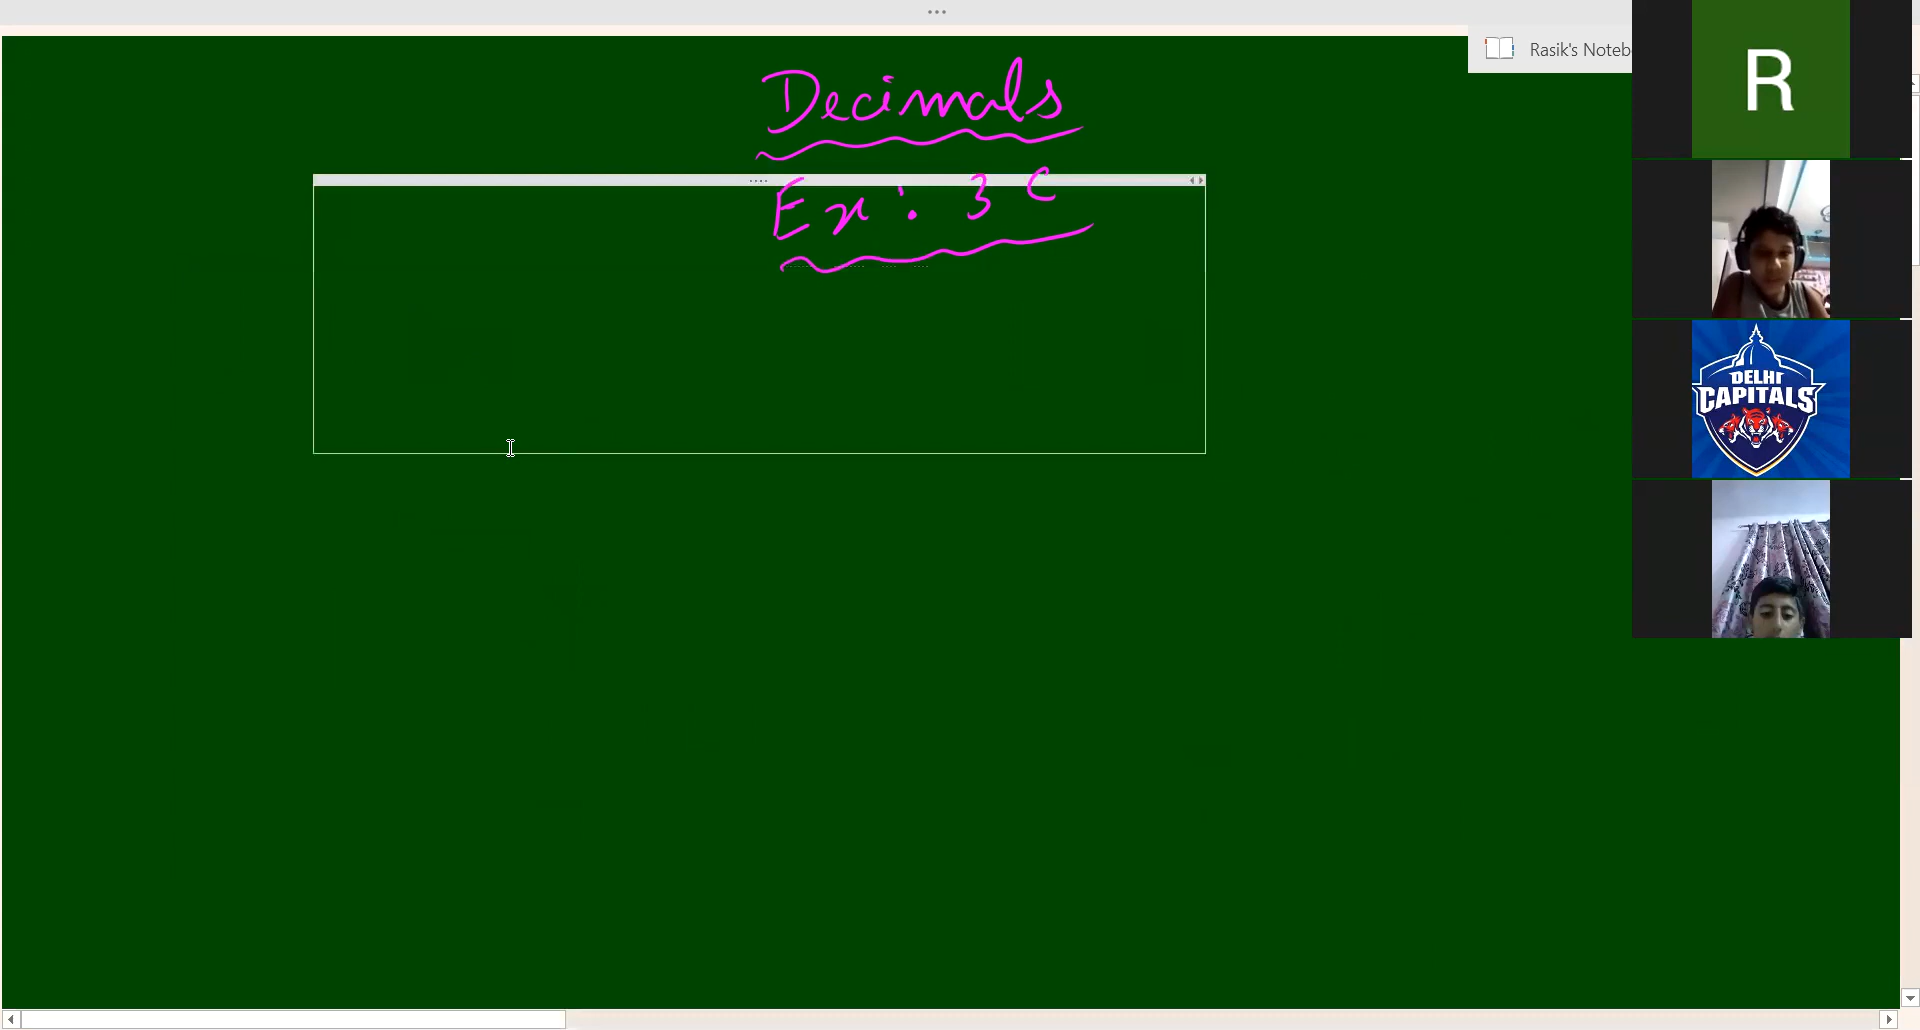 Rasik's Noteb
R
Decimals
Ex: 3 C
DELHI
CAPITALS